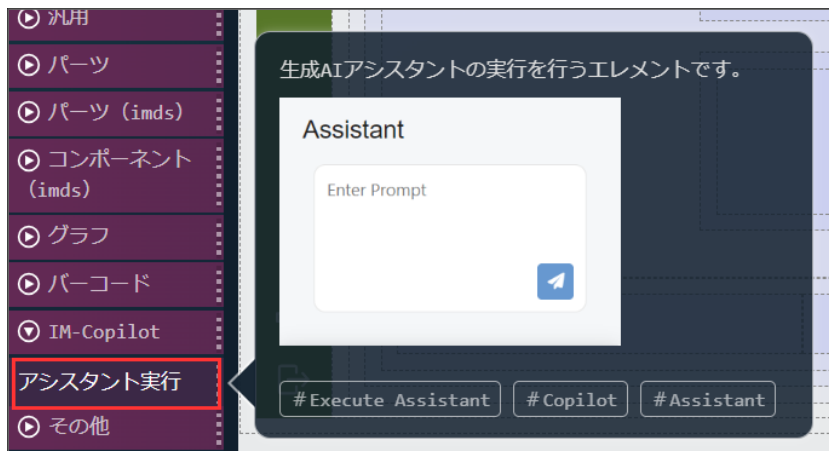 汎用
パーツ
パーツ (imds)
コンポーネント
(imds)
グラフ
バーコード
IM-Copilot
アシスタント実行
その他
生成AIアシスタントの実行を行うエレメントです。
Assistant
Enter Prompt
#Execute Assistant
#Copilot
#Assistant